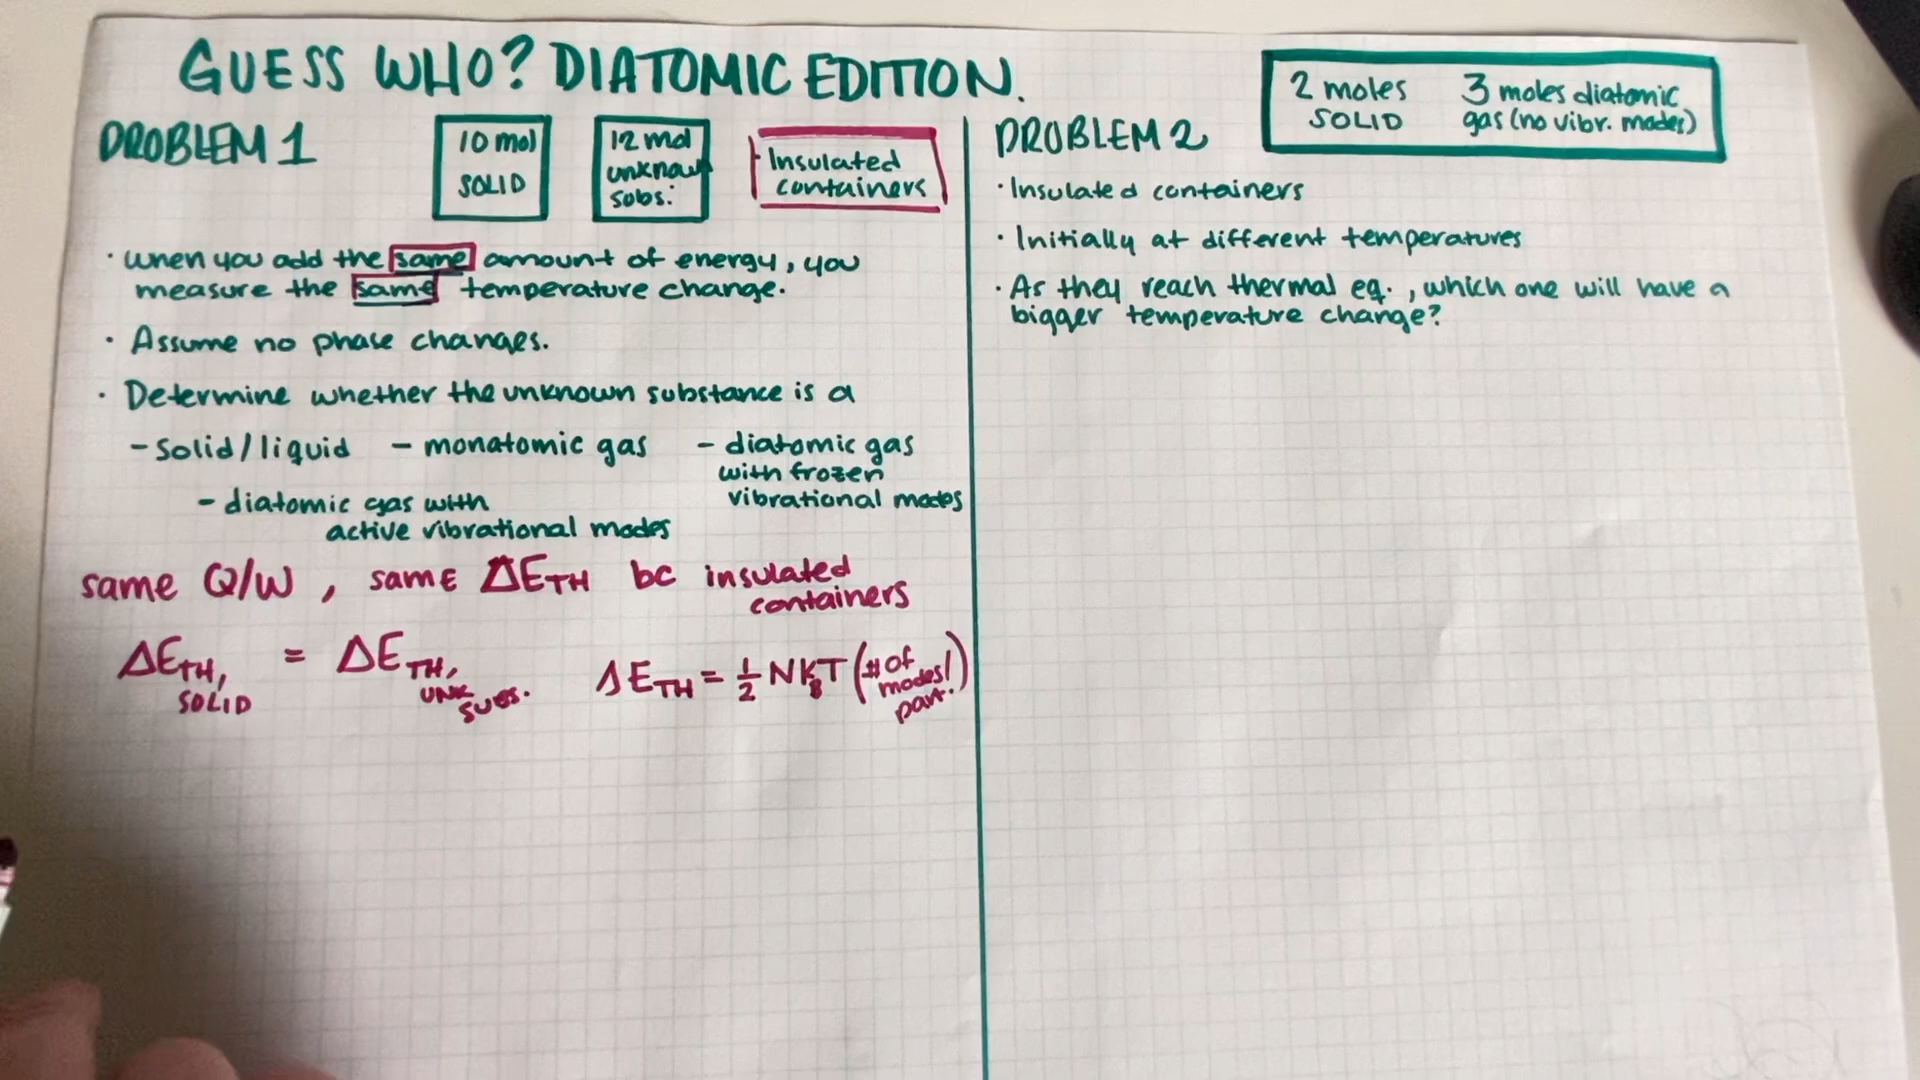 GUESS WHO? DIATOMIC EDITION.
PROBLEM 1
10 mol
SOLID
12 mol
unknown
subs.
Insulated
containers
· when you add the same amount of energy, you
measure the same temperature change.
· Assume no phase changes.
· Determine whether the unknown substance is a
- solid/liquid - monatomic gas - diatomic gas
with frozen
vibrational modes
- diatomic gas with
active vibrational modes
same Q/W, same ΔETH bc insulated
containers
ΔETH, SOLID = ΔETH, UNK SUBS.
ΔETH = 1/2 NKBT (# of modes/part.)
PROBLEM 2
2 moles
SOLID
3 moles diatomic
gas (no vibr. modes)
· Insulated containers
· Initially at different temperatures
· As they reach thermal eq., which one will have a
bigger temperature change?